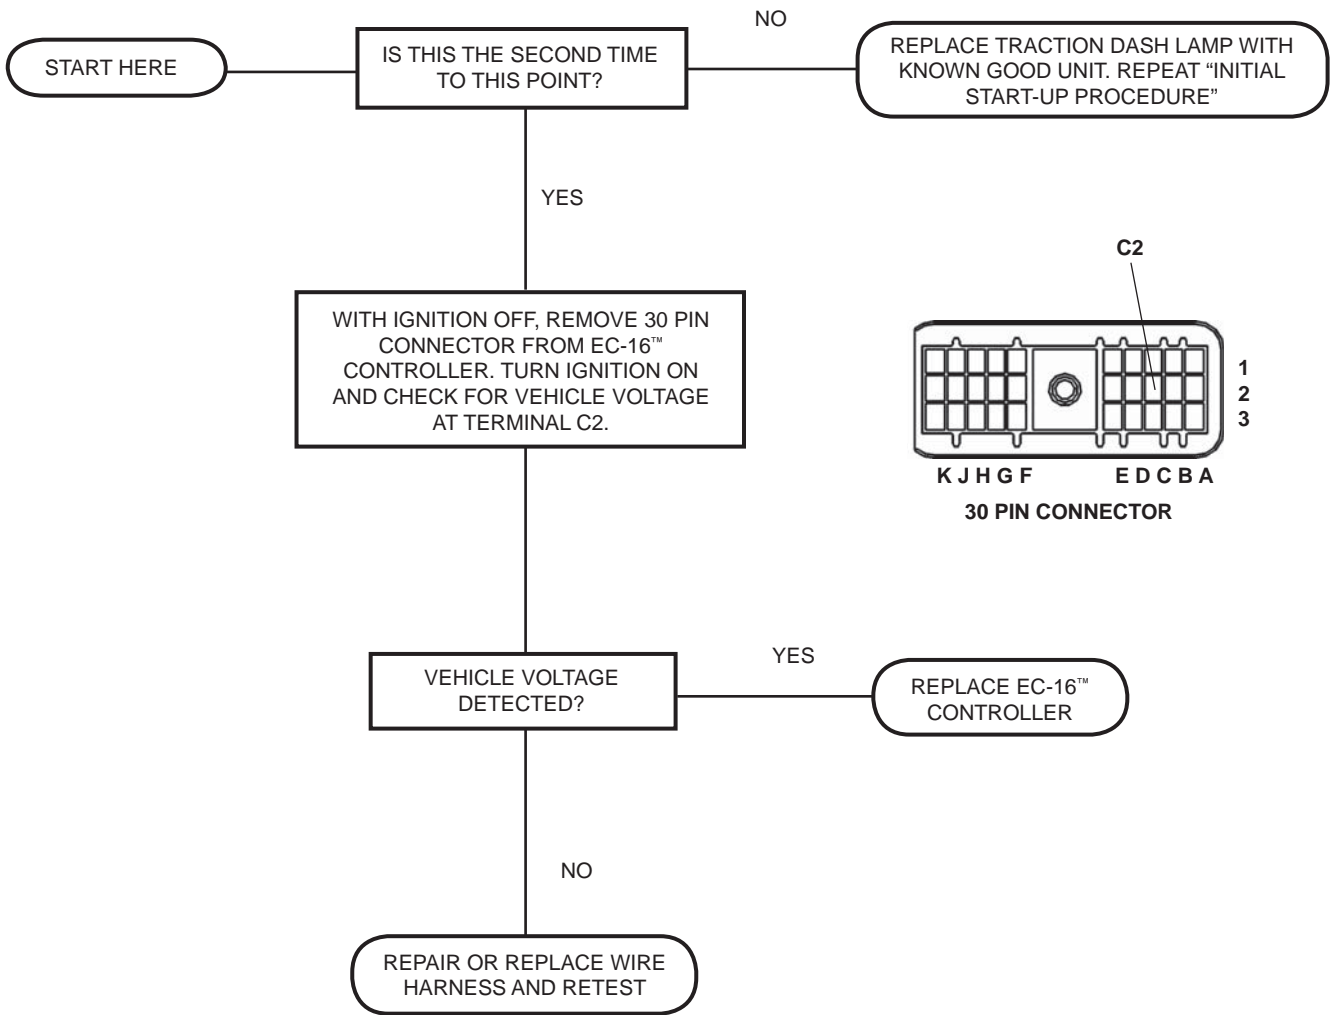 START HERE
IS THIS THE SECOND TIME
TO THIS POINT?
NO
REPLACE TRACTION DASH LAMP WITH
KNOWN GOOD UNIT. REPEAT “INITIAL
START-UP PROCEDURE”
YES
WITH IGNITION OFF, REMOVE 30 PIN
CONNECTOR FROM EC-16™
CONTROLLER. TURN IGNITION ON
AND CHECK FOR VEHICLE VOLTAGE
AT TERMINAL C2.
C2
1
2
3
K J H G F E D C B A
30 PIN CONNECTOR
VEHICLE VOLTAGE
DETECTED?
YES
REPLACE EC-16™
CONTROLLER
NO
REPAIR OR REPLACE WIRE
HARNESS AND RETEST